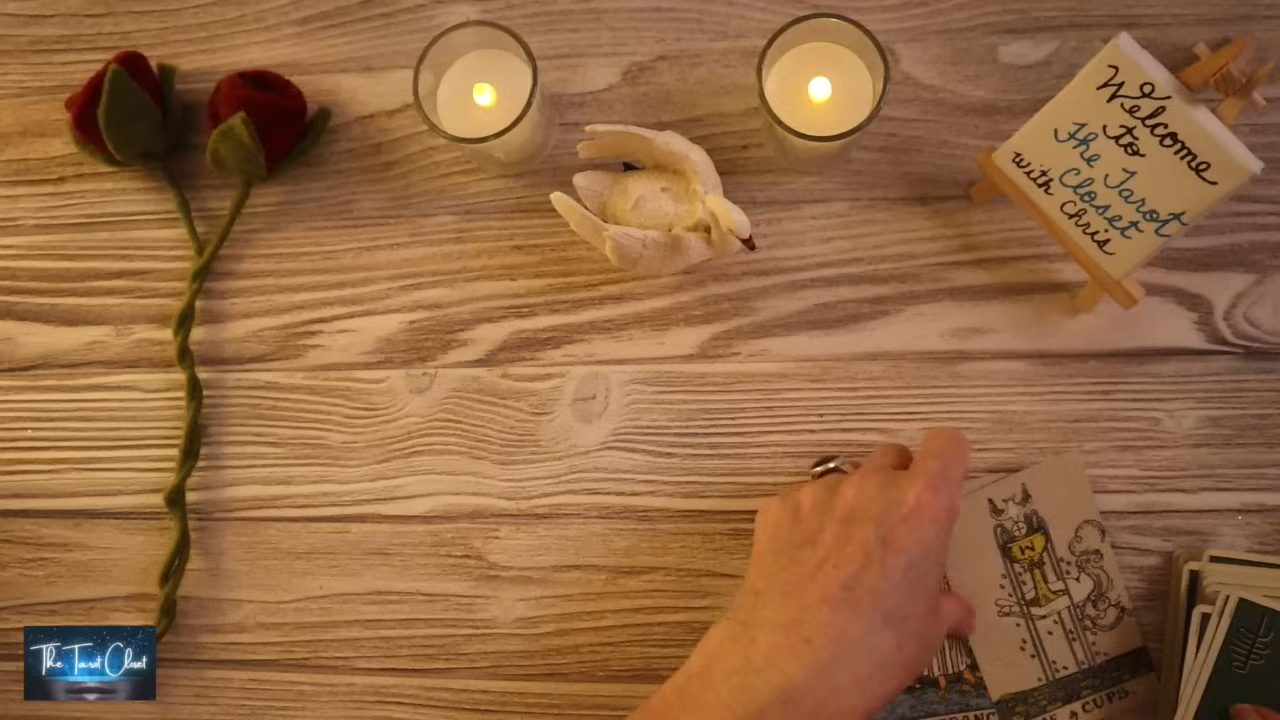 Welcome
to
The Tarot
Closet
with Chris
The Tarot Closet
CUPS.